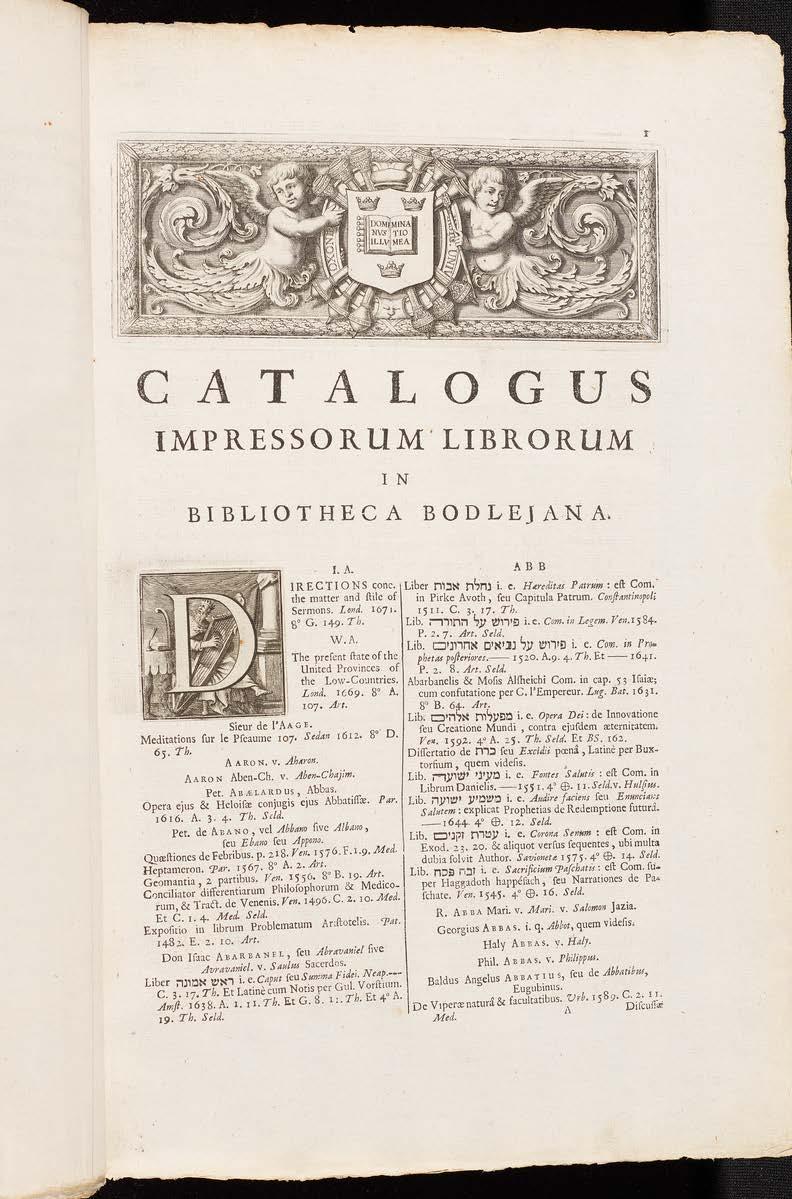 1
OXON
DOMI MINA
NVS TIO
ILLV MEA
CATALOGUS
IMPRESSORUM LIBRORUM
IN
BIBLIOTHECA BODLEJANA.
I. A.
DIRECTIONS conc.
the matter and ſtile of
Sermons. Lond. 1671.
8° G. 149. Th.
W. A.
The preſent ſtate of the
United Provinces of
the Low-Countries.
Lond. 1669. 8° A.
107. Art.
Sieur de l'AAGE.
Meditations ſur le Pſeaume 107. Sedan 1612. 8° D.
65. Th.
AARON. v. Aharon.
AARON Aben-Ch. v. Aben-Chajim.
Pet. ABÆLARDUS, Abbas.
Opera ejus & Heloiſæ conjugis ejus Abbatiſſæ. Par.
1616. A. 3. 4. Th. Seld.
Pet. de ABANO, vel Abbano ſive Albano,
ſeu Ebano ſeu Appono.
Quæſtiones de Febribus. p. 218. Ven. 1576. F. 1. 9. Med.
Heptameron. Par. 1567. 8° A. 2. Art.
Geomantia, 2 partibus. Ven. 1556. 8° B. 19. Art.
Conciliator differentiarum Philoſophorum & Medico-
rum, & Tract. de Venenis. Ven. 1496. C. 2. 10. Med.
Et C. 1. 4. Med. Seld.
Expoſitio in librum Problematum Ariſtotelis. Pat.
1482. E. 2. 10. Art.
Don Iſaac ABARBANEL, ſeu Abravaniel ſive
Avravaniel. v. Saulus Sacerdos.
Liber ראש אמונה i. e. Caput ſeu Summa Fidei. Neap.—
C. 3. 17. Th. Et Latinè cum Notis per Gul. Vorſtium.
Amſt. 1638. A. 1. 11. Th. Et G. 8. 11. Th. Et 4° A.
19. Th. Seld.
ABB
Liber נחלת אבות i. e. Hæreditas Patrum : eſt Com.
in Pirke Avoth, ſeu Capitula Patrum. Conſtantinopoli;
1511. C. 3. 17. Th.
Lib. פירוש על התורה i. e. Com. in Legem. Ven. 1584.
P. 2. 7. Art. Seld.
Lib. פירוש על נביאים אחרונים i. e. Com. in Pro-
phetas poſteriores.— 1520. A. 9. 4. Th. Et — 1641.
P. 2. 8. Art. Seld.
Abarbanelis & Moſis Alſheichi Com. in cap. 53 Iſaiæ;
cum confutatione per C. l'Empereur. Lug. Bat. 1631.
8° B. 64. Art.
Lib. מפעלות אלהים i. e. Opera Dei : de Innovatione
ſeu Creatione Mundi, contra ejuſdem æternitatem.
Ven. 1592. 4° A. 25. Th. Seld. Et BS. 162.
Diſſertatio de כרת ſeu Excidii pœnâ, Latinè per Bux-
torſium, quem videſis.
Lib. מעיני ישועה i. e. Fontes Salutis : eſt Com. in
Librum Danielis.— 1551. 4° ⊕. 11. Seld. v. Hulſius.
Lib. משמיע ישועה i. e. Audire faciens ſeu Enuncians
Salutem : explicat Prophetias de Redemptione futurâ.
—1644. 4° ⊕. 12. Seld.
Lib. עטרת זקנים i. e. Corona Senum : eſt Com. in
Exod. 23. 20. & aliquot verſus ſequentes, ubi multa
dubia ſolvit Author. Savionetæ 1575. 4° ⊕. 14. Seld.
Lib. זבח פסח i. e. Sacrificium Paſchatis : eſt Com. ſu-
per Haggadoth happéſach, ſeu Narrationes de Pa-
ſchate. Ven. 1545. 4° ⊕. 16. Seld.
R. ABBA Mari. v. Mari. v. Salomon Jazia.
Georgius ABBAS. i. q. Abbot, quem videſis.
Haly ABBAS. v. Haly.
Phil. ABBAS. v. Philippus.
Baldus Angelus ABBATIUS, ſeu de Abbatibus,
Eugubinus.
De Viperæ naturâ & facultatibus. Urb. 1589. C. 2. 11.
Med.
A
Diſcuſſæ